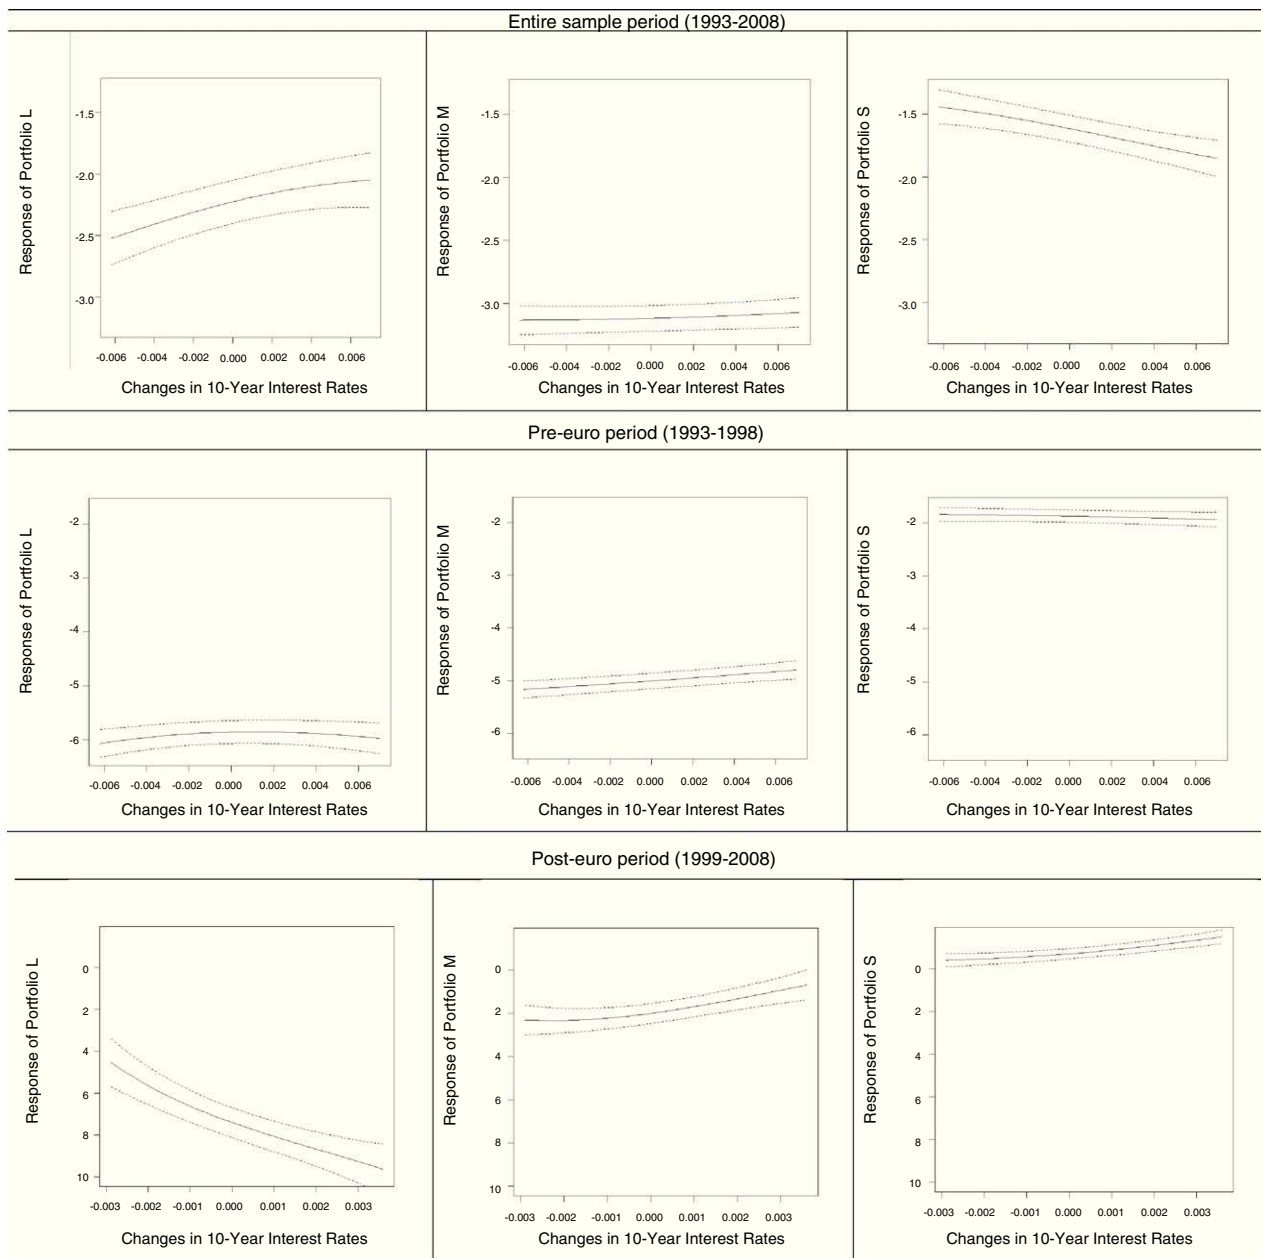 Entire sample period (1993-2008)
Response of Portfolio L
-1.5
-2.0
-2.5
-3.0
-0.006 -0.004 -0.002 0.000 0.002 0.004 0.006
Changes in 10-Year Interest Rates
Response of Portfolio M
-1.5
-2.0
-2.5
-3.0
-0.006 -0.004 -0.002 0.000 0.002 0.004 0.006
Changes in 10-Year Interest Rates
Response of Portfolio S
-1.5
-2.0
-2.5
-3.0
-0.006 -0.004 -0.002 0.000 0.002 0.004 0.006
Changes in 10-Year Interest Rates
Pre-euro period (1993-1998)
Response of Portfolio L
-2
-3
-4
-5
-6
-0.006 -0.004 -0.002 0.000 0.002 0.004 0.006
Changes in 10-Year Interest Rates
Response of Portfolio M
-2
-3
-4
-5
-6
-0.006 -0.004 -0.002 0.000 0.002 0.004 0.006
Changes in 10-Year Interest Rates
Response of Portfolio S
-2
-3
-4
-5
-6
-0.006 -0.004 -0.002 0.000 0.002 0.004 0.006
Changes in 10-Year Interest Rates
Post-euro period (1999-2008)
Response of Portfolio L
0
2
4
6
8
10
-0.003 -0.002 -0.001 0.000 0.001 0.002 0.003
Changes in 10-Year Interest Rates
Response of Portfolio M
0
2
4
6
8
10
-0.003 -0.002 -0.001 0.000 0.001 0.002 0.003
Changes in 10-Year Interest Rates
Response of Portfolio S
0
2
4
6
8
10
-0.003 -0.002 -0.001 0.000 0.001 0.002 0.003
Changes in 10-Year Interest Rates